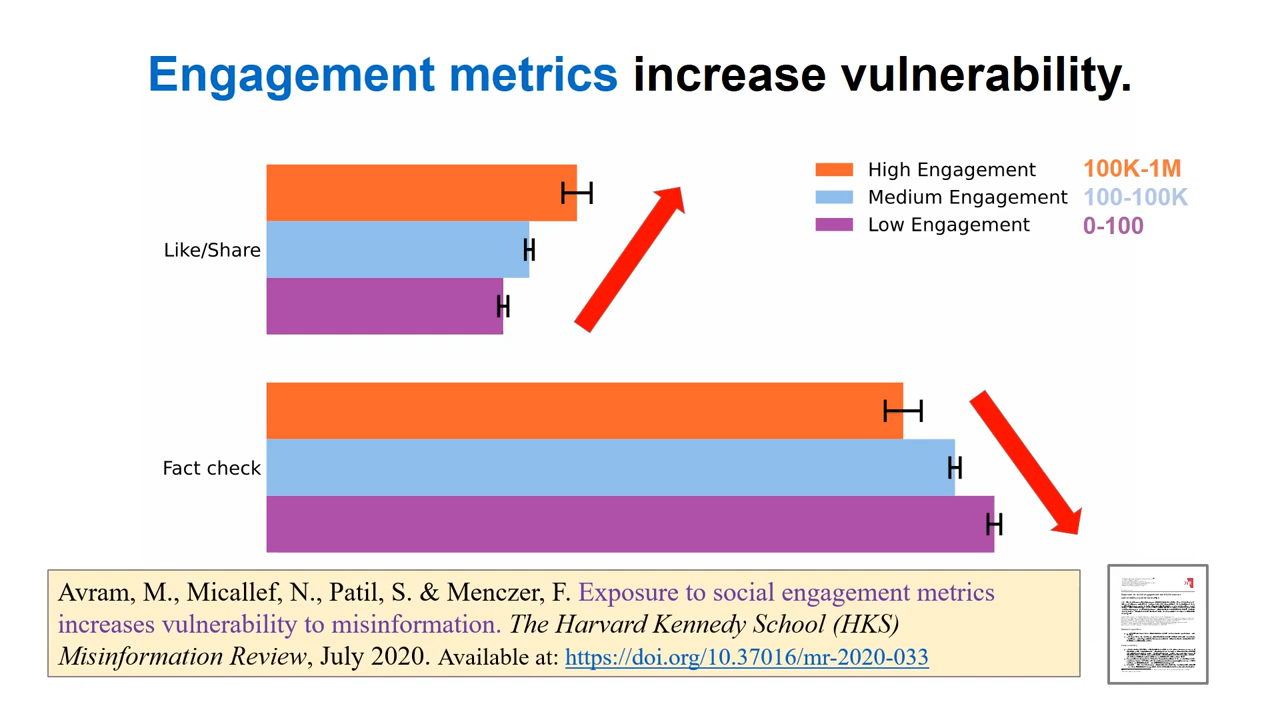 Engagement metrics increase vulnerability.
High Engagement 100K-1M
Medium Engagement 100-100K
Low Engagement 0-100
Like/Share
Fact check
Avram, M., Micallef, N., Patil, S. & Menczer, F. Exposure to social engagement metrics
increases vulnerability to misinformation. The Harvard Kennedy School (HKS)
Misinformation Review, July 2020. Available at: https://doi.org/10.37016/mr-2020-033